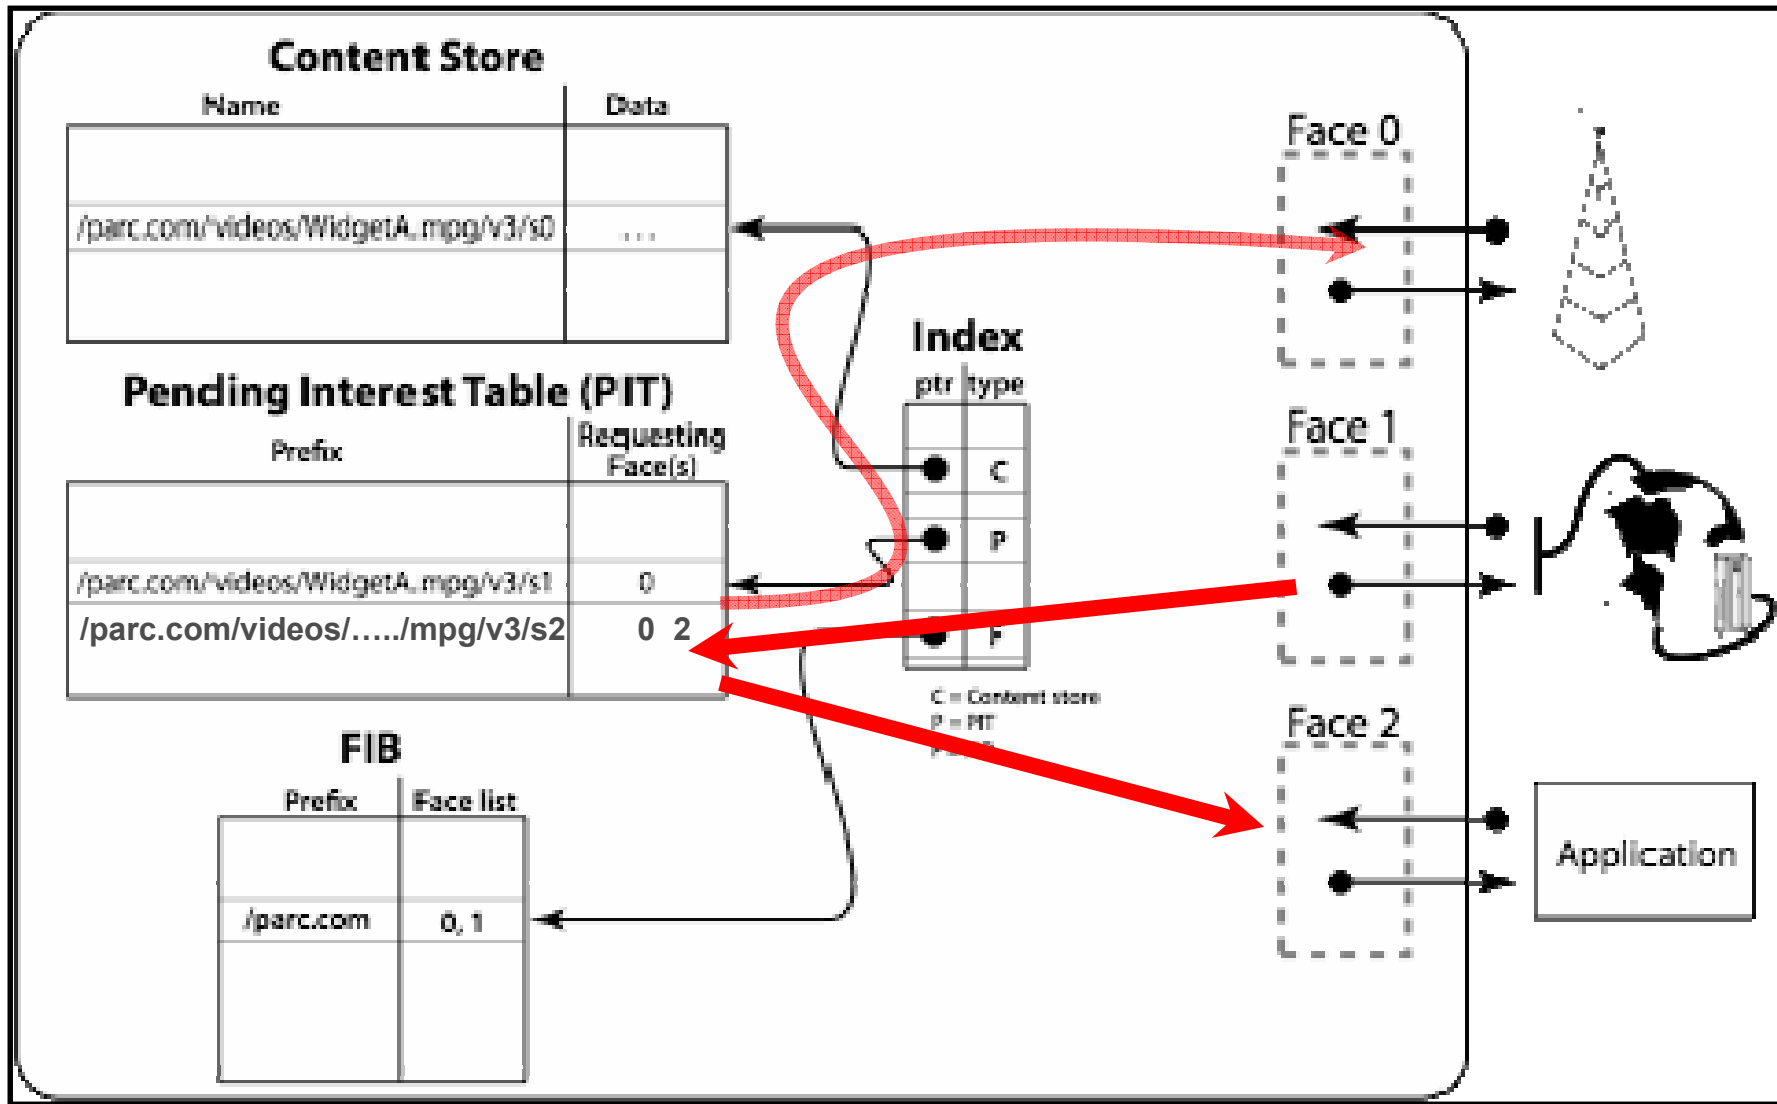 Content Store
Name Data
/parc.com/videos/WidgetA.mpg/v3/s0 ...
Pending Interest Table (PIT)
Prefix Requesting Face(s)
/parc.com/videos/WidgetA.mpg/v3/s1 0
/parc.com/videos/...../mpg/v3/s2 0 2
FIB
Prefix Face list
/parc.com 0, 1
Index
ptr type
C
P
F
C = Content store
P = PIT
Face 0
Face 1
Face 2
Application